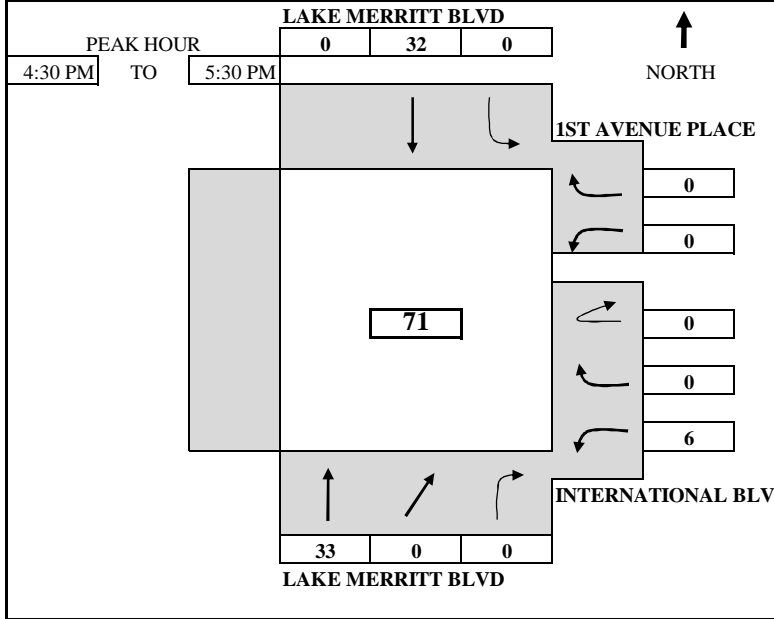 LAKE MERRITT BLVD
PEAK HOUR
0 32 0
4:30 PM TO 5:30 PM
NORTH
1ST AVENUE PLACE
0
0
71
0
0
6
INTERNATIONAL BLV
33 0 0
LAKE MERRITT BLVD